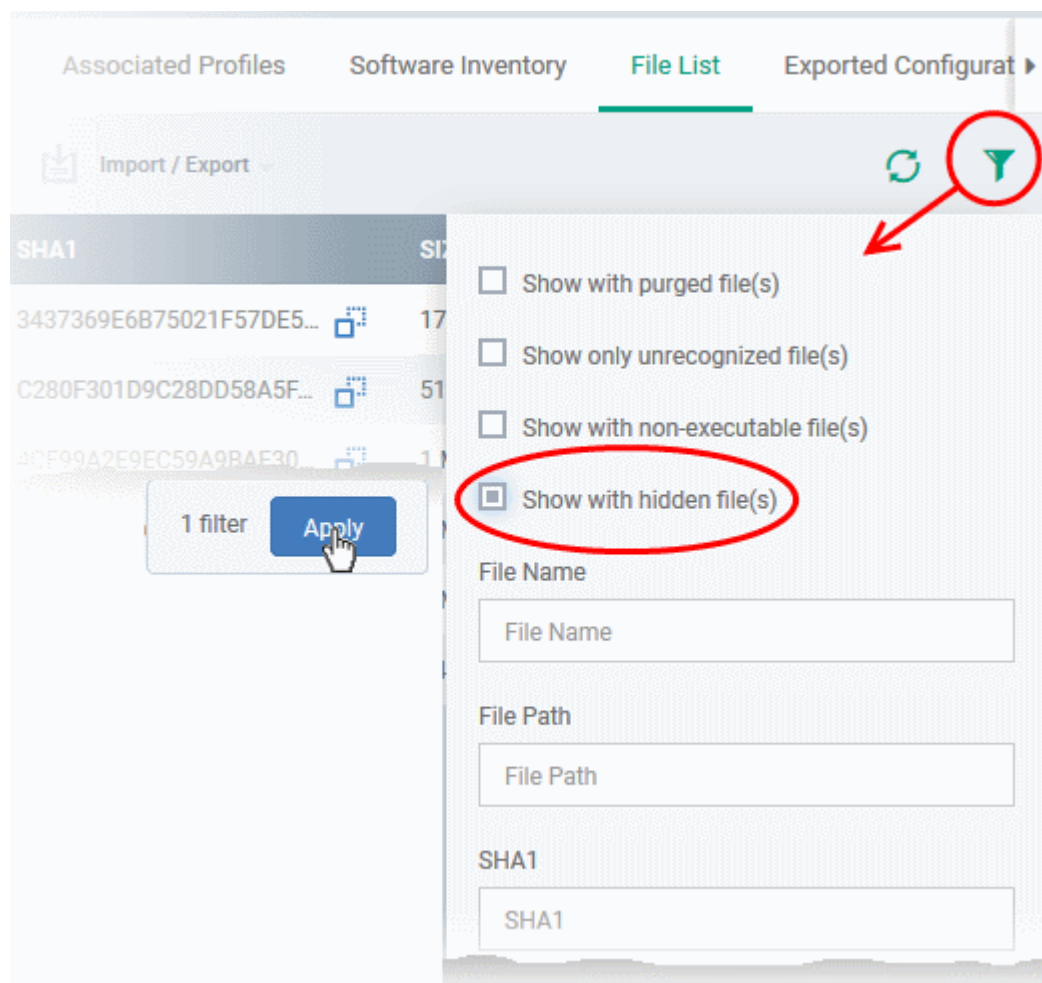 Associated Profiles Software Inventory File List Exported Configurat
Import / Export
SHA1
3437369E6B75021F57DE5... 17
C280F301D9C28DD58A5F... 51
4CF99A2E9EC59A9BAE30...
1 filter Apply
Show with purged file(s)
Show only unrecognized file(s)
Show with non-executable file(s)
Show with hidden file(s)
File Name
File Name
File Path
File Path
SHA1
SHA1